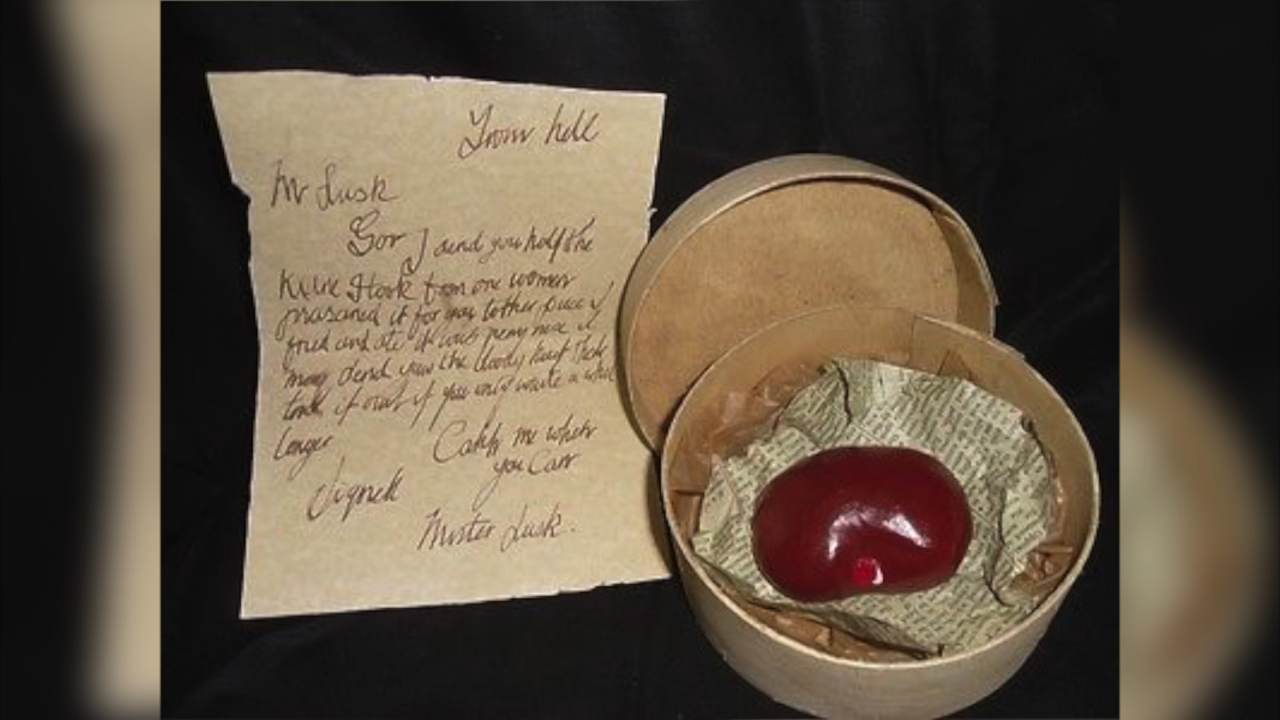 From hell
Mr Lusk
Sor I send you half the
Kidne I took from one women
prasarved it for you tother piece I
fried and ate it was very nise I
may send you the bloody knif that
took it out if you only wate a whil
longer
Catch me when
you Can
Signed
Mister Lusk.